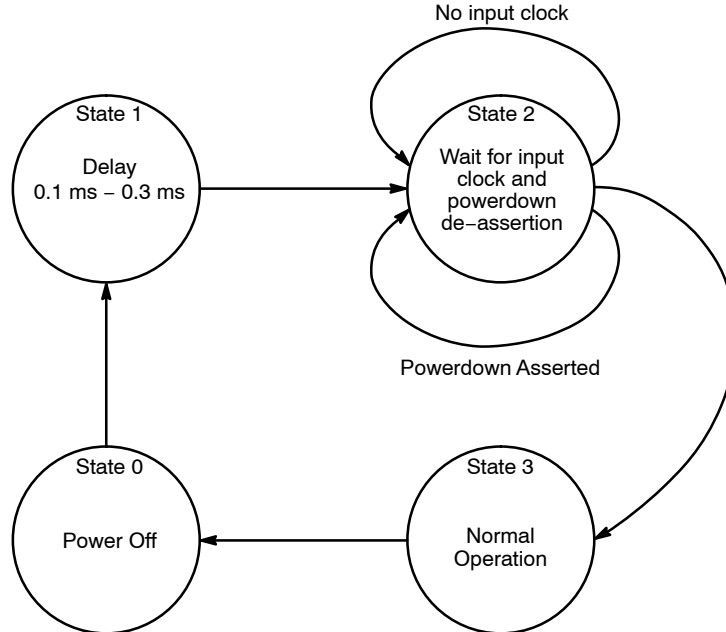 No input clock
State 1
Delay
0.1 ms – 0.3 ms
State 2
Wait for input
clock and
powerdown
de–assertion
Powerdown Asserted
State 0
Power Off
State 3
Normal
Operation